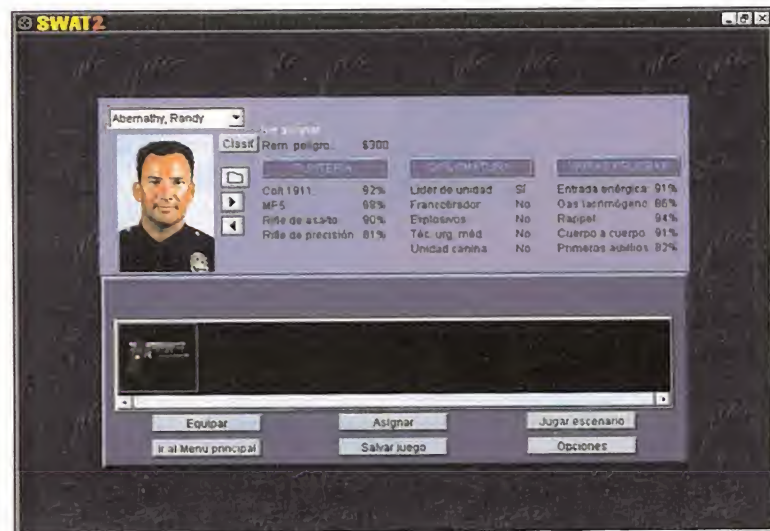 SWAT2
Abernathy, Randy
Clasif
Rem. peligro.. $300
PUNTERÍA
Colt 1911.. 92%
MP5 88%
Rifle de asalto 90%
Rifle de precisión 81%
Líder de unidad Sí
Francotirador No
Explosivos No
Téc. urg. méd. No
Unidad canina No
Entrada enérgica 91%
Gas lacrimógeno 86%
Rappel 94%
Cuerpo a cuerpo 91%
Primeros auxilios 82%
Equipar
Asignar
Jugar escenario
Ir al Menu principal
Salvar juego
Opciones